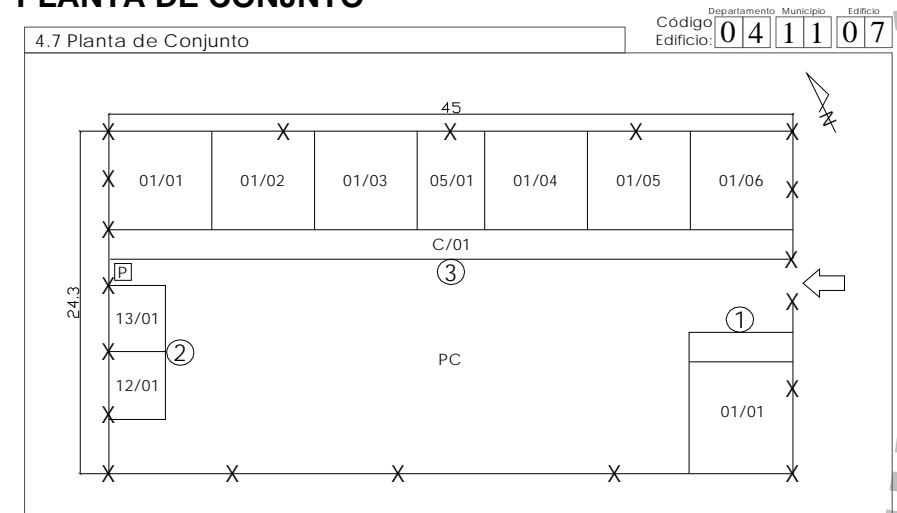 PLANTA DE CONJUNTO
Departamento Municipio Edificio
Código Edificio: 0 4 1 1 0 7
4.7 Planta de Conjunto
45
N
01/01 01/02 01/03 05/01 01/04 01/05 01/06
C/01
P
3
24.3
13/01
1
2
PC
12/01
01/01